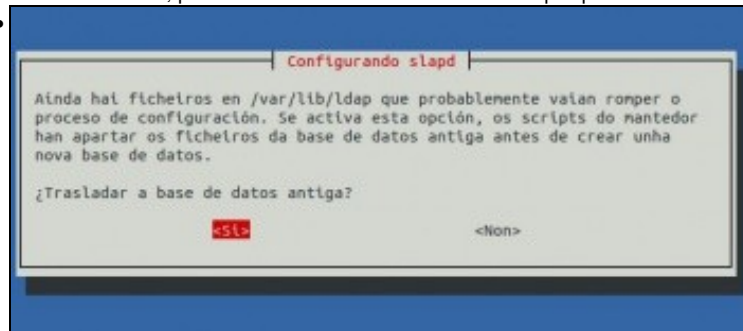 Configurando slapd
Ainda hai ficheiros en /var/lib/ldap que probablemente vaian romper o
proceso de configuración. Se activa esta opción, os scripts do mantedor
han apartar os ficheiros da base de datos antiga antes de crear unha
nova base de datos.
¿Trasladar a base de datos antiga?
<Si> <Non>